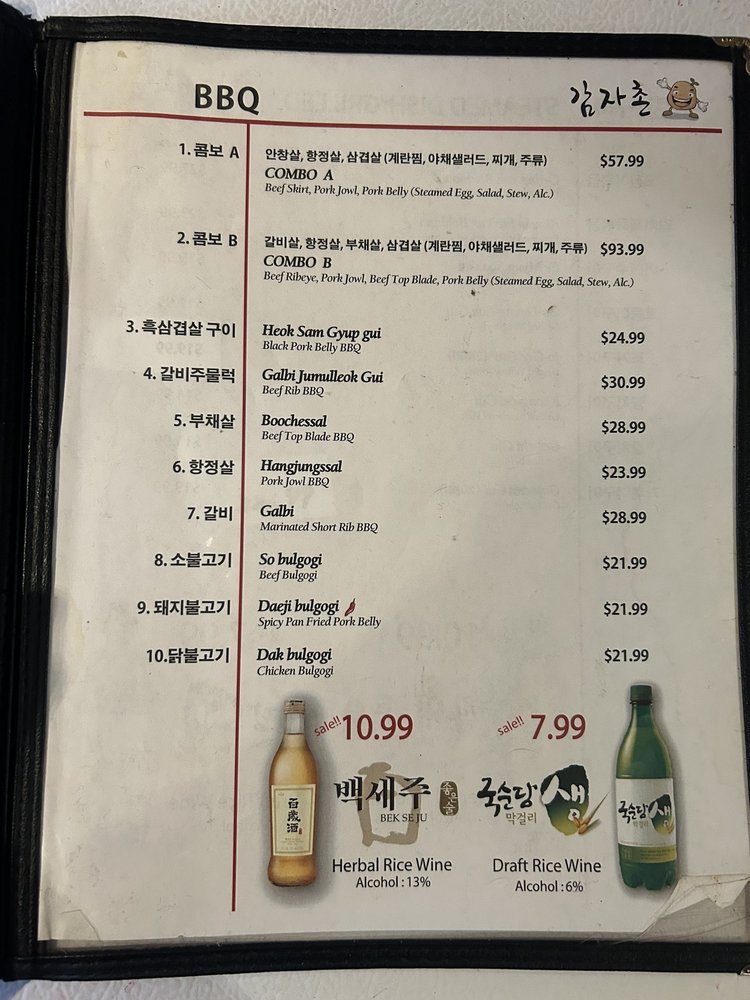 BBQ
감자촌
1. 콤보 A
안창살, 항정살, 삼겹살 (계란찜, 야채샐러드, 찌개, 주류)
$57.99
COMBO A
Beef Skirt, Pork Jowl, Pork Belly (Steamed Egg, Salad, Stew, Alc.)
2. 콤보 B
갈비살, 항정살, 부채살, 삼겹살 (계란찜, 야채샐러드, 찌개, 주류)
$93.99
COMBO B
Beef Ribeye, Pork Jowl, Beef Top Blade, Pork Belly (Steamed Egg, Salad, Stew, Alc.)
3. 흑삼겹살 구이
Heok Sam Gyup gui
$24.99
Black Pork Belly BBQ
4. 갈비주물럭
Galbi Jumulleok Gui
$30.99
Beef Rib BBQ
5. 부채살
Boochessal
$28.99
Beef Top Blade BBQ
6. 항정살
Hangjungssal
$23.99
Pork Jowl BBQ
7. 갈비
Galbi
$28.99
Marinated Short Rib BBQ
8. 소불고기
So bulgogi
$21.99
Beef Bulgogi
9. 돼지불고기
Daeji bulgogi
$21.99
Spicy Pan Fried Pork Belly
10.닭불고기
Dak bulgogi
$21.99
Chicken Bulgogi
sale!! 10.99
백세주
좋은술
BEK SE JU
Herbal Rice Wine
Alcohol : 13%
百歲酒
sale!! 7.99
국순당 생
막걸리
Draft Rice Wine
Alcohol : 6%
국순당 생
막걸리